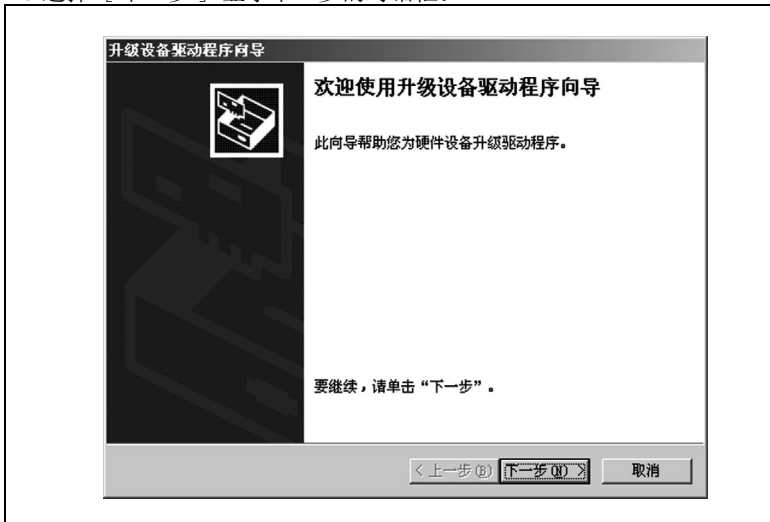 升级设备驱动程序向导
欢迎使用升级设备驱动程序向导
此向导帮助您为硬件设备升级驱动程序。
要继续，请单击“下一步”。
< 上一步(B) 下一步(N) > 取消